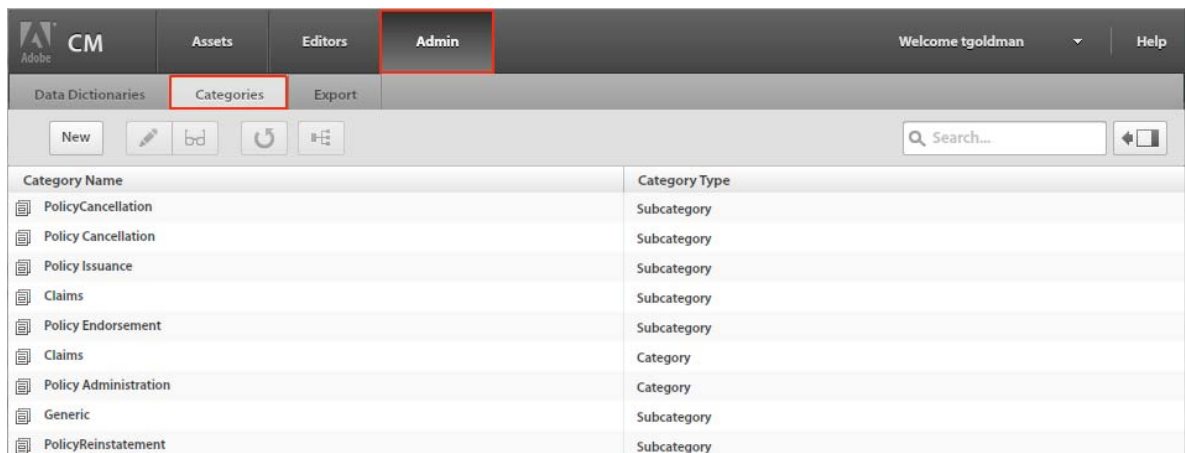 Adobe CM Assets Editors Admin Welcome tgoldman Help
Data Dictionaries Categories Export
New Search...
Category Name Category Type
PolicyCancellation Subcategory
Policy Cancellation Subcategory
Policy Issuance Subcategory
Claims Subcategory
Policy Endorsement Subcategory
Claims Category
Policy Administration Category
Generic Subcategory
PolicyReinstatement Subcategory